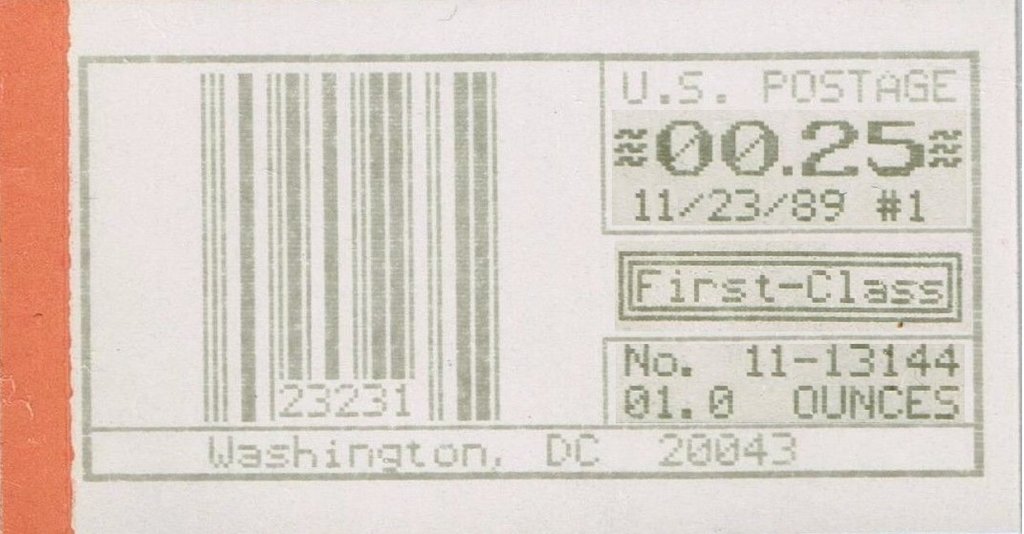 U.S. POSTAGE
≈00.25≈
11/23/89 #1
First-Class
No. 11-13144
01.0 OUNCES
23231
Washington, DC 20043